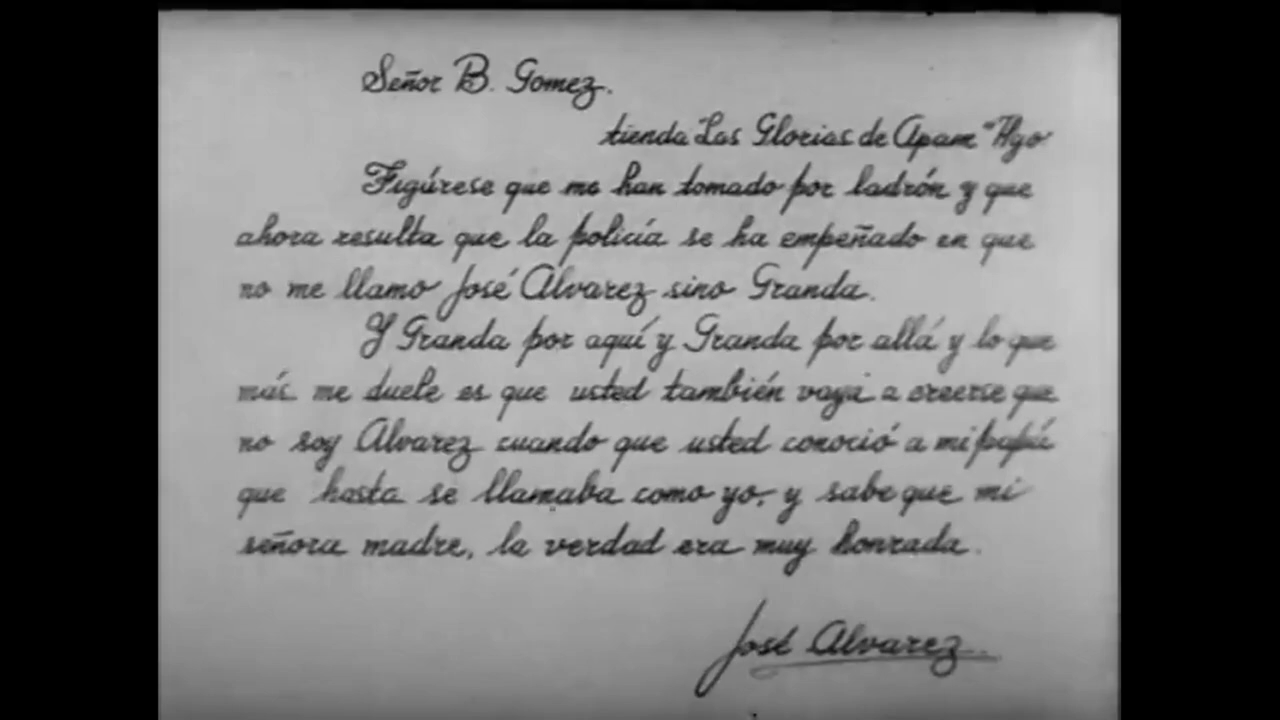 Señor B. Gomez.
tienda "Las Glorias de Apam" Hgo
Figúrese que me han tomado por ladrón y que
ahora resulta que la policía se ha empeñado en que
no me llamo José Alvarez sino Granda.
Y Granda por aquí y Granda por allá y lo que
más me duele es que usted también vaya a creerse que
no soy Alvarez cuando que usted conoció a mi papá
que hasta se llamaba como yo, y sabe que mi
señora madre, la verdad era muy honrada.
José Alvarez.